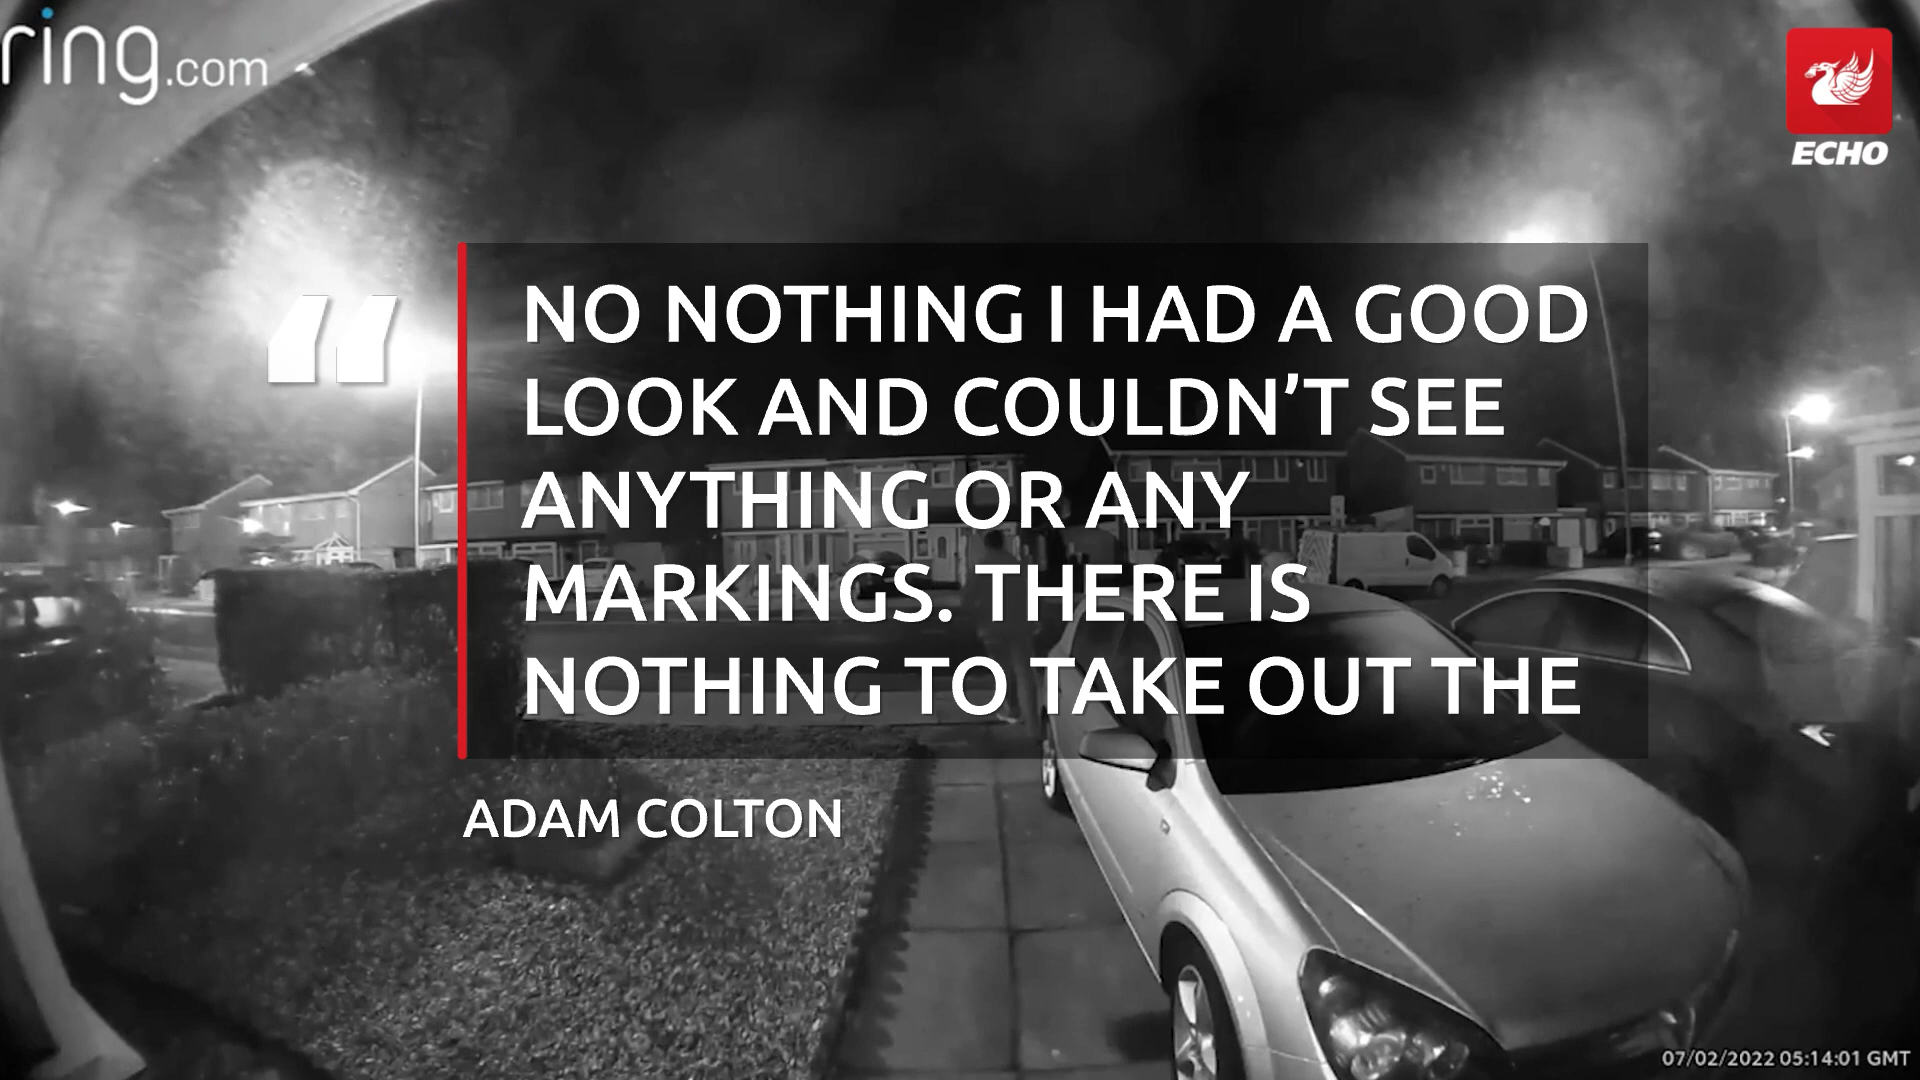 ring.com
ECHO
“
NO NOTHING I HAD A GOOD
LOOK AND COULDN’T SEE
ANYTHING OR ANY
MARKINGS. THERE IS
NOTHING TO TAKE OUT THE
ADAM COLTON
07/02/2022 05:14:01 GMT